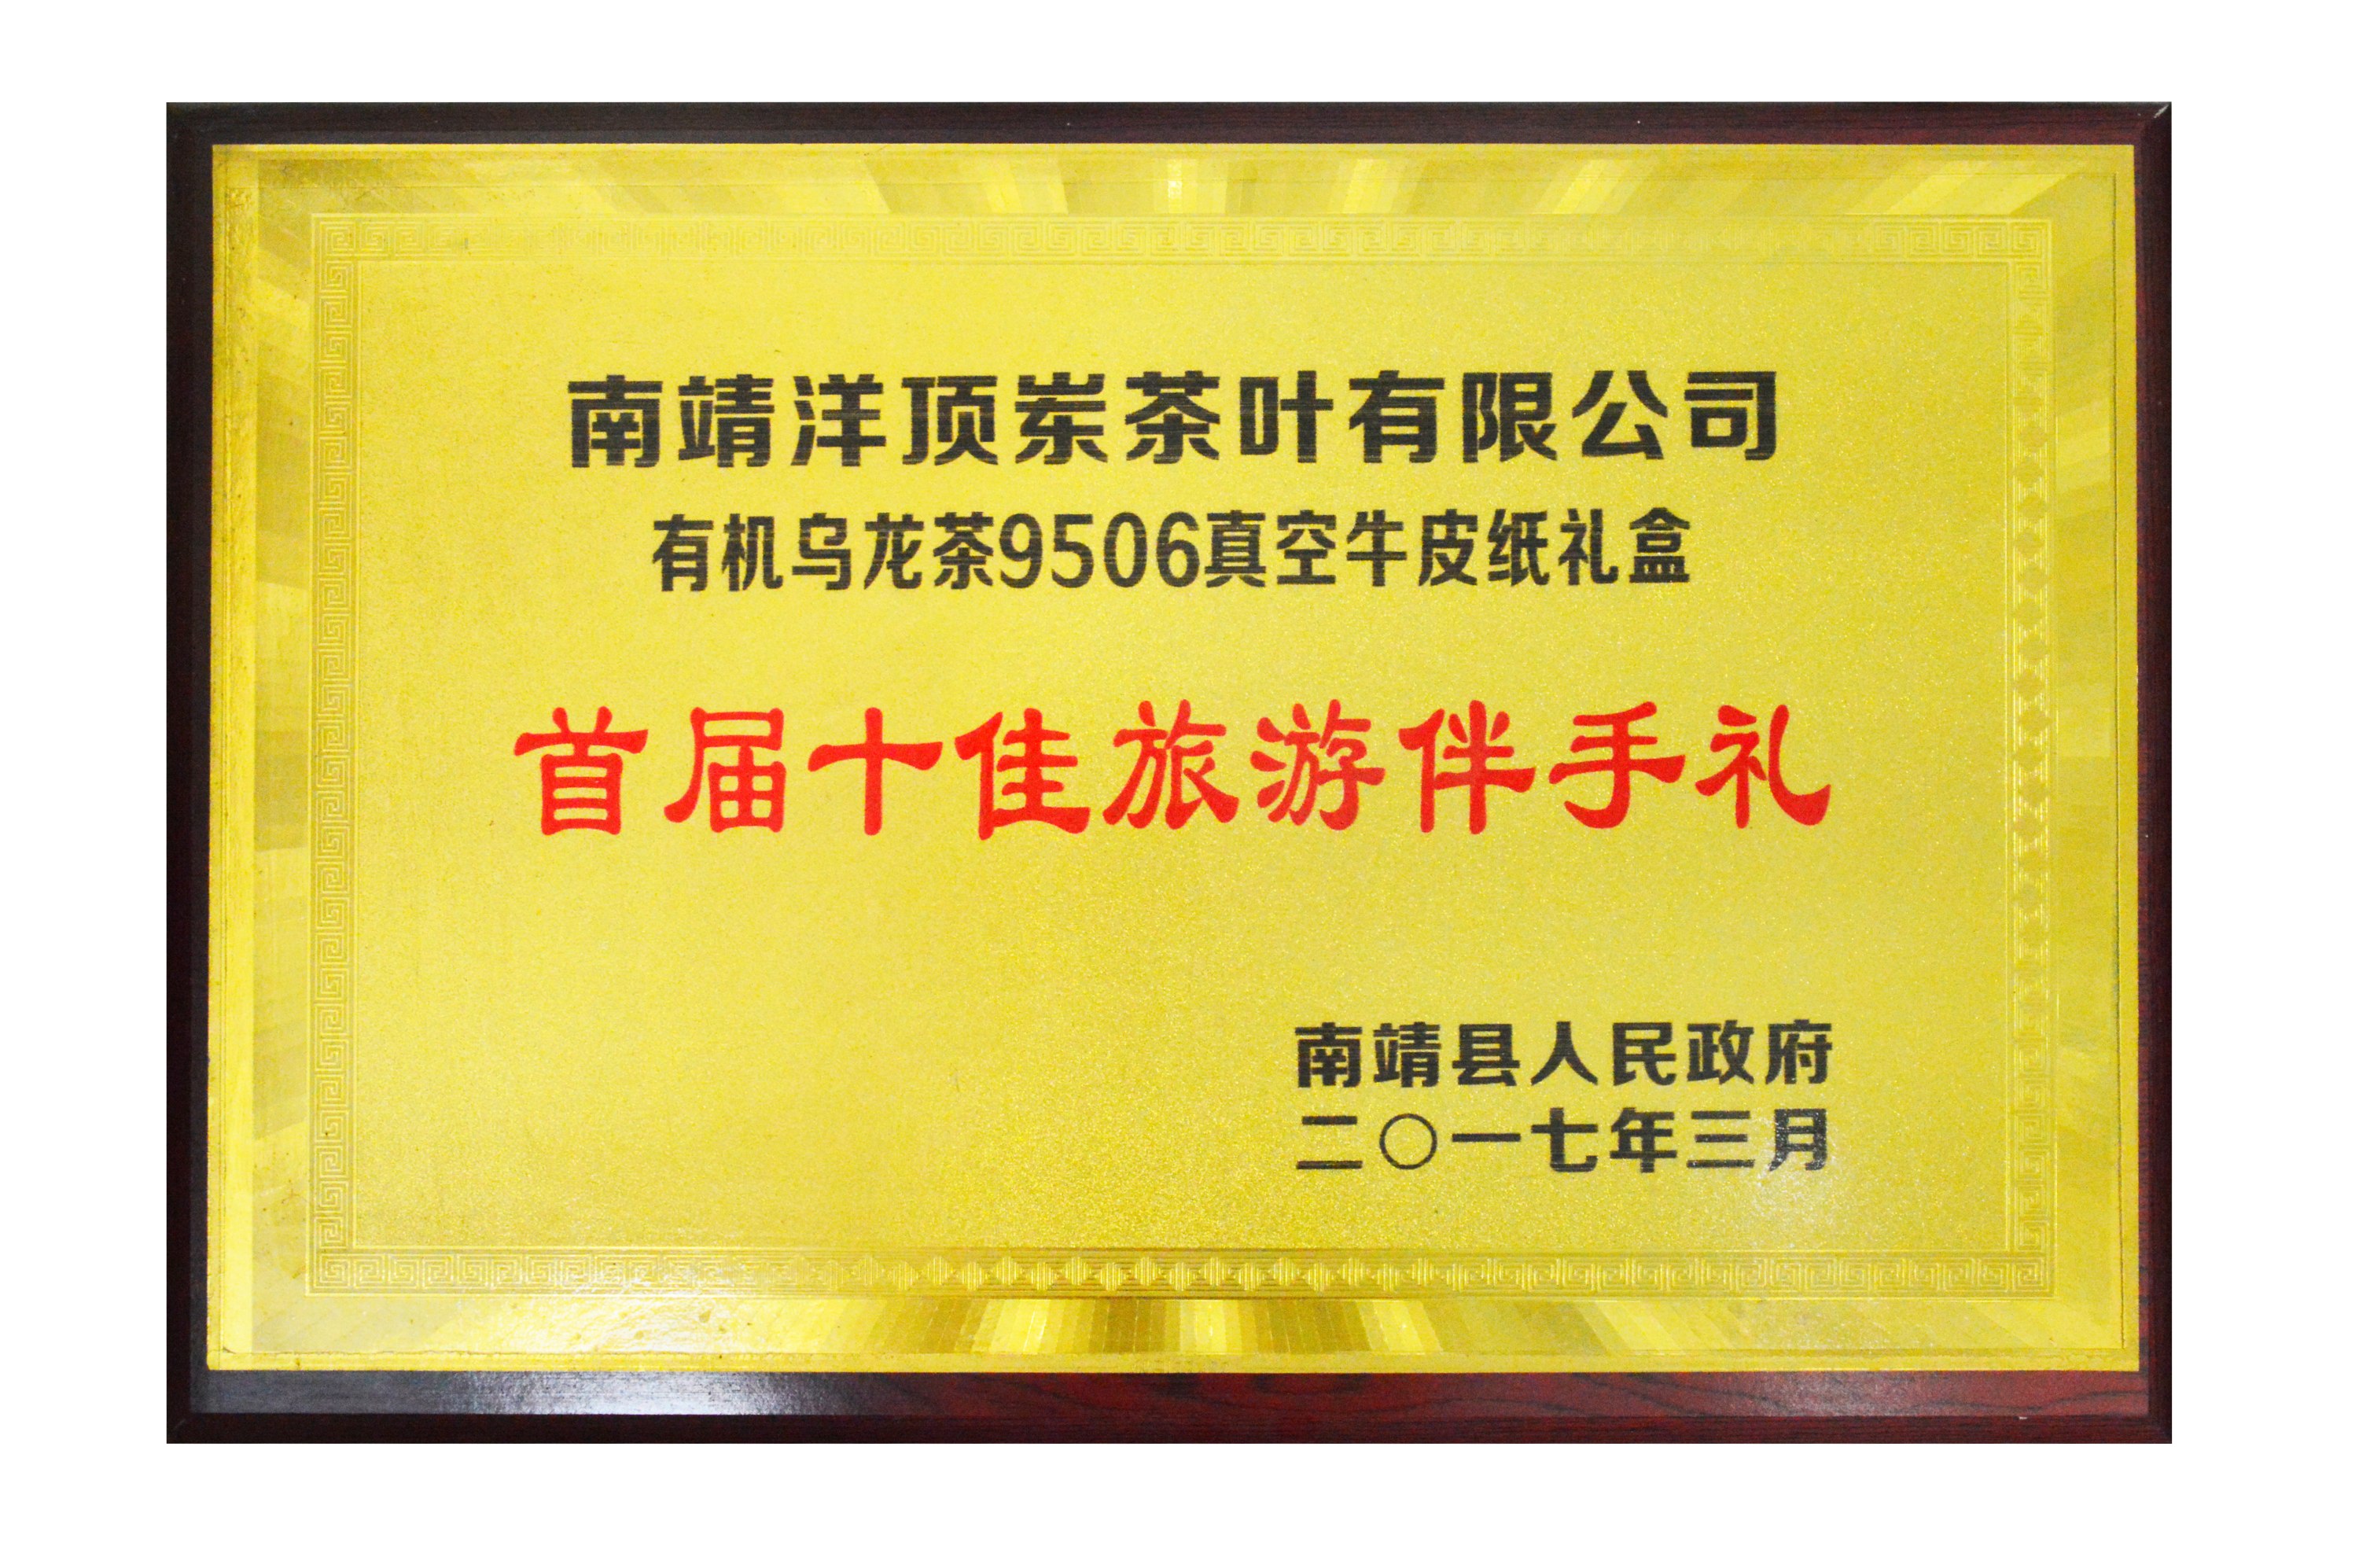 南靖洋顶岽茶叶有限公司
有机乌龙茶9506真空牛皮纸礼盒
首届十佳旅游伴手礼
南靖县人民政府
二〇一七年三月